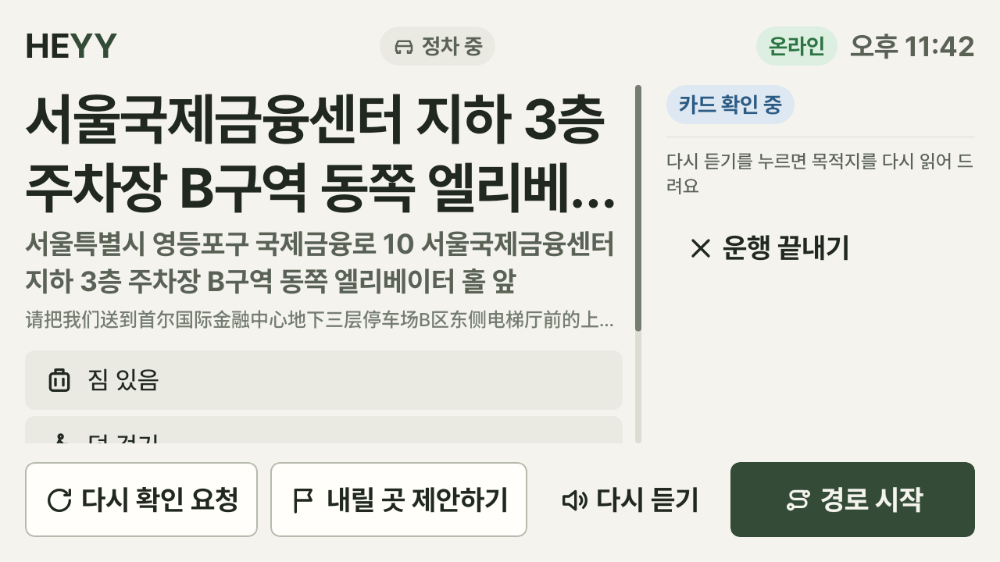 HEYY
정차 중
온라인
오후 11:42
서울국제금융센터 지하 3층
주차장 B구역 동쪽 엘리베...
서울특별시 영등포구 국제금융로 10 서울국제금융센터
지하 3층 주차장 B구역 동쪽 엘리베이터 홀 앞
请把我们送到首尔国际金融中心地下三层停车场B区东侧电梯厅前的上...
짐 있음
카드 확인 중
다시 듣기를 누르면 목적지를 다시 읽어 드
려요
운행 끝내기
다시 확인 요청
내릴 곳 제안하기
다시 듣기
경로 시작